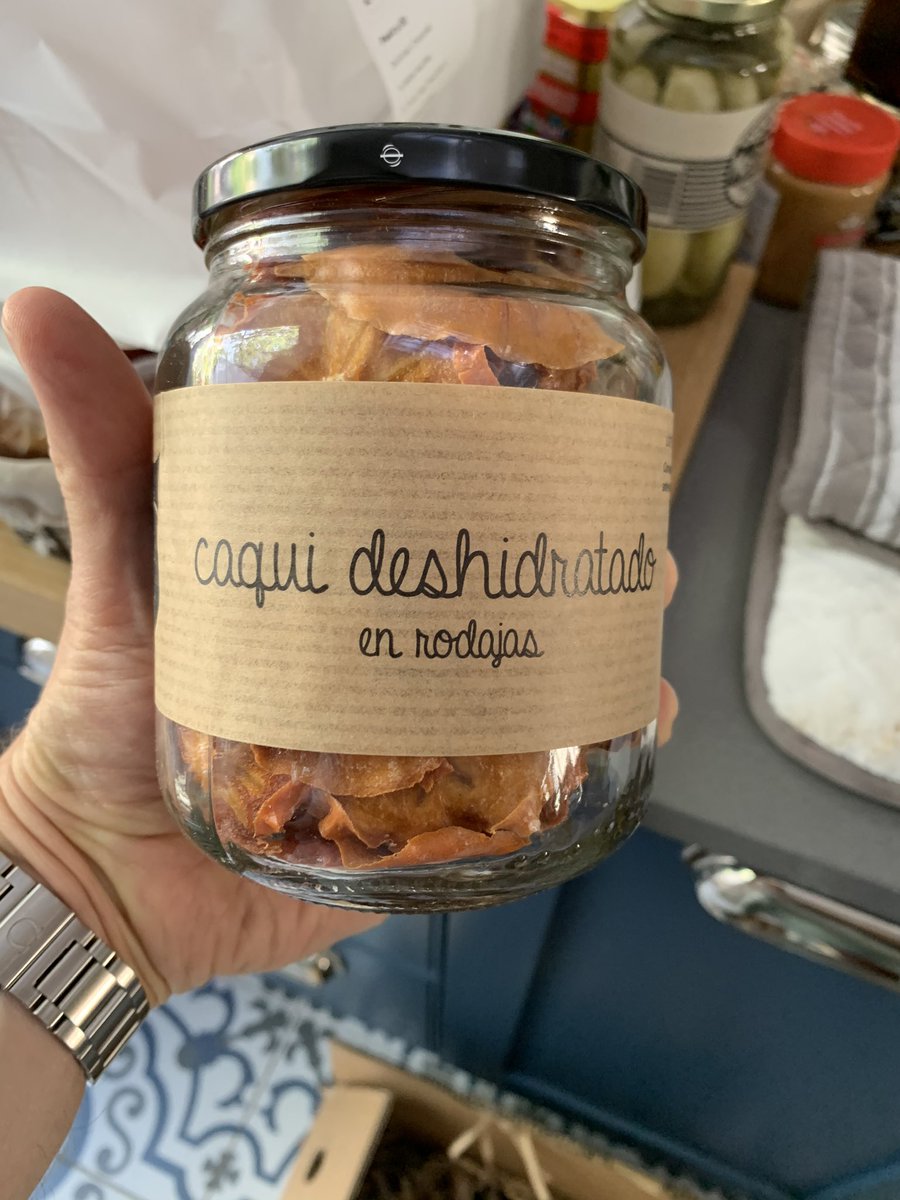 caqui deshidratado
en rodajas